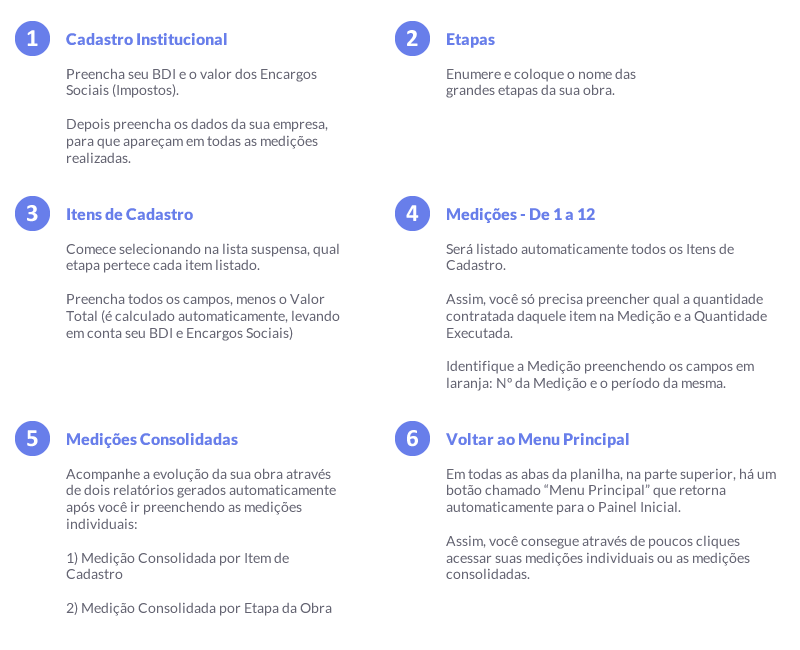 1 Cadastro Institucional
Preencha seu BDI e o valor dos Encargos
Sociais (Impostos).
Depois preencha os dados da sua empresa,
para que apareçam em todas as medições
realizadas.
2 Etapas
Enumere e coloque o nome das
grandes etapas da sua obra.
3 Itens de Cadastro
Comece selecionando na lista suspensa, qual
etapa pertece cada item listado.
Preencha todos os campos, menos o Valor
Total (é calculado automaticamente, levando
em conta seu BDI e Encargos Sociais)
4 Medições - De 1 a 12
Será listado automaticamente todos os Itens de
Cadastro.
Assim, você só precisa preencher qual a quantidade
contratada daquele item na Medição e a Quantidade
Executada.
Identifique a Medição preenchendo os campos em
laranja: Nº da Medição e o período da mesma.
5 Medições Consolidadas
Acompanhe a evolução da sua obra através
de dois relatórios gerados automaticamente
após você ir preenchendo as medições
individuais:
1) Medição Consolidada por Item de
Cadastro
2) Medição Consolidada por Etapa da Obra
6 Voltar ao Menu Principal
Em todas as abas da planilha, na parte superior, há um
botão chamado “Menu Principal” que retorna
automaticamente para o Painel Inicial.
Assim, você consegue através de poucos cliques
acessar suas medições individuais ou as medições
consolidadas.